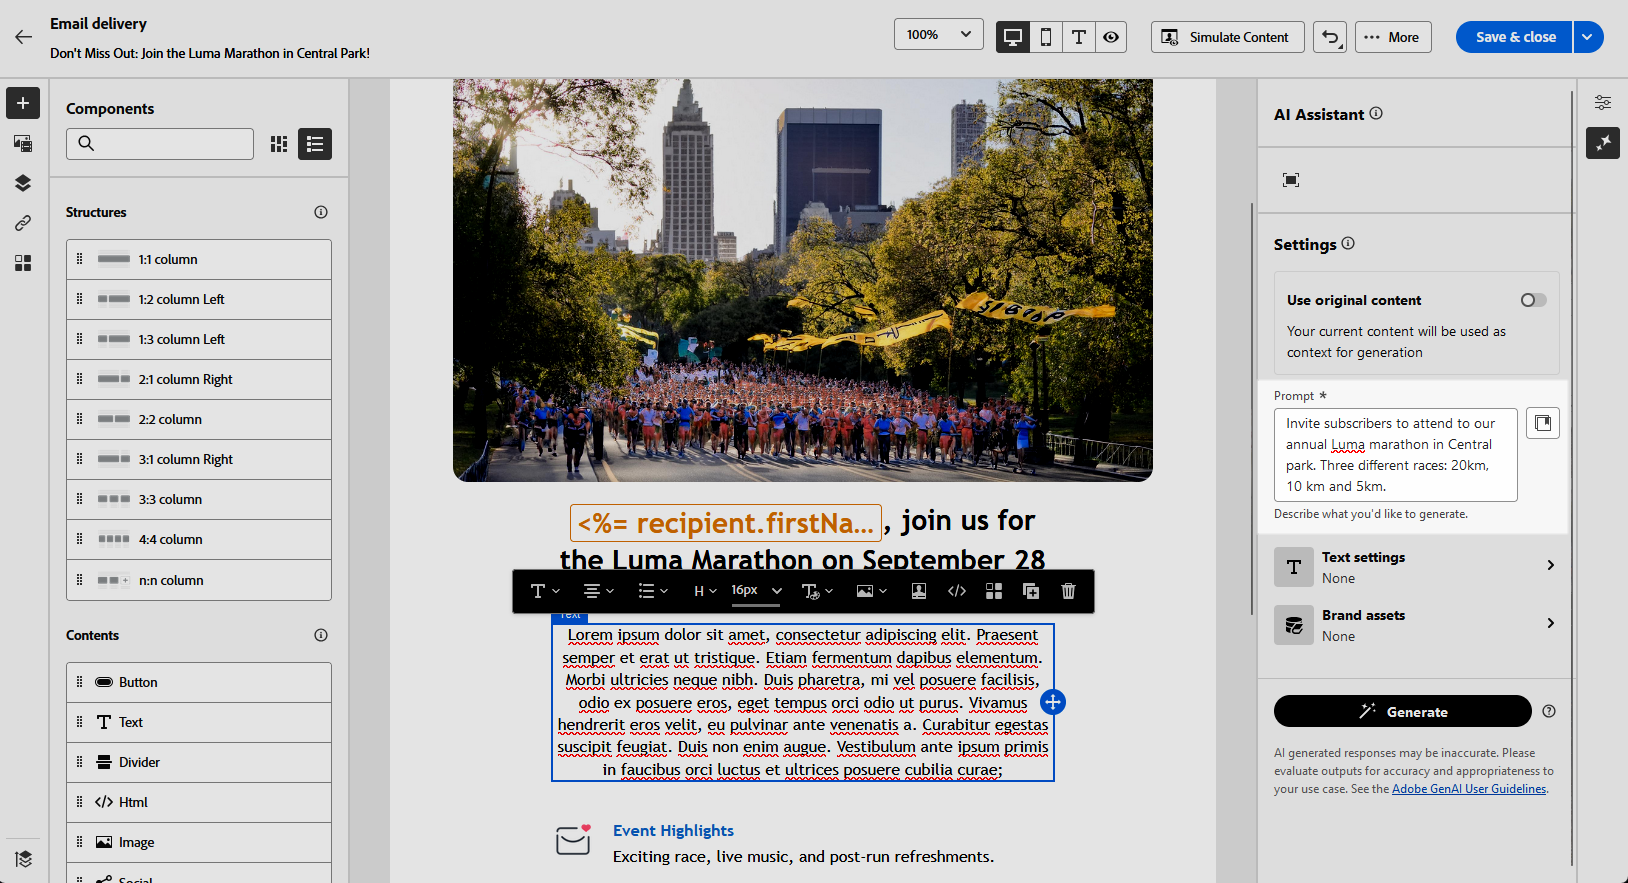 Email delivery
Don't Miss Out: Join the Luma Marathon in Central Park!
100%
Simulate Content
More
Save & close
Components
Structures
1:1 column
1:2 column Left
1:3 column Left
2:1 column Right
2:2 column
3:1 column Right
3:3 column
4:4 column
n:n column
Contents
Button
Text
Divider
Html
Image
Social
<%= recipient.firstNa... , join us for
the Luma Marathon on September 28
H
16px
Text
Lorem ipsum dolor sit amet, consectetur adipiscing elit. Praesent
semper et erat ut tristique. Etiam fermentum dapibus elementum.
Morbi ultricies neque nibh. Duis pharetra, mi vel posuere facilisis,
odio ex posuere eros, eget tempus orci odio ut purus. Vivamus
hendrerit eros velit, eu pulvinar ante venenatis a. Curabitur egestas
suscipit feugiat. Duis non enim augue. Vestibulum ante ipsum primis
in faucibus orci luctus et ultrices posuere cubilia curae;
Event Highlights
Exciting race, live music, and post-run refreshments.
AI Assistant
Settings
Use original content
Your current content will be used as
context for generation
Prompt *
Invite subscribers to attend to our
annual Luma marathon in Central
park. Three different races: 20km,
10 km and 5km.
Describe what you'd like to generate.
Text settings
None
Brand assets
None
Generate
AI generated responses may be inaccurate. Please
evaluate outputs for accuracy and appropriateness to
your use case. See the Adobe GenAI User Guidelines.